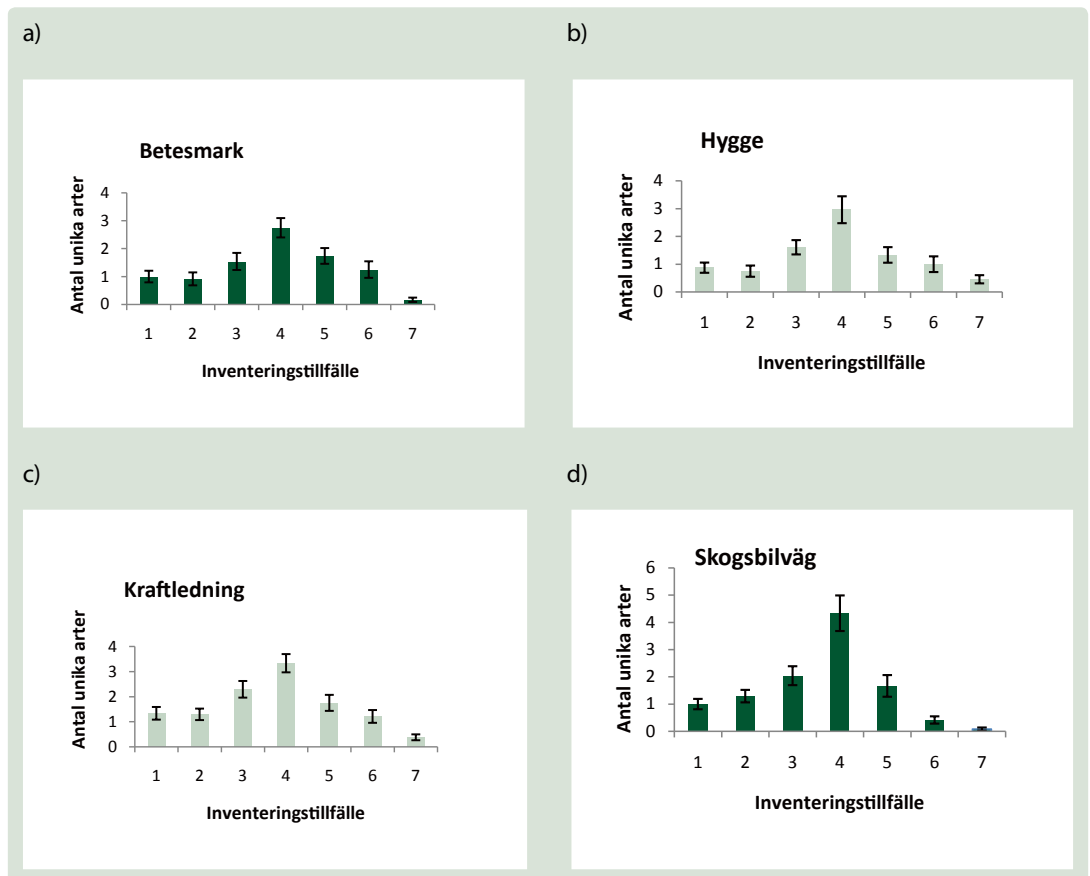 a)
Betesmark
Antal unika arter
4
3
2
1
0
1 2 3 4 5 6 7
Inventeringstillfälle
b)
Hygge
Antal unika arter
4
3
2
1
0
1 2 3 4 5 6 7
Inventeringstillfälle
c)
Kraftledning
Antal unika arter
4
3
2
1
0
1 2 3 4 5 6 7
Inventeringstillfälle
d)
Skogsbilväg
Antal unika arter
6
5
4
3
2
1
0
1 2 3 4 5 6 7
Inventeringstillfälle